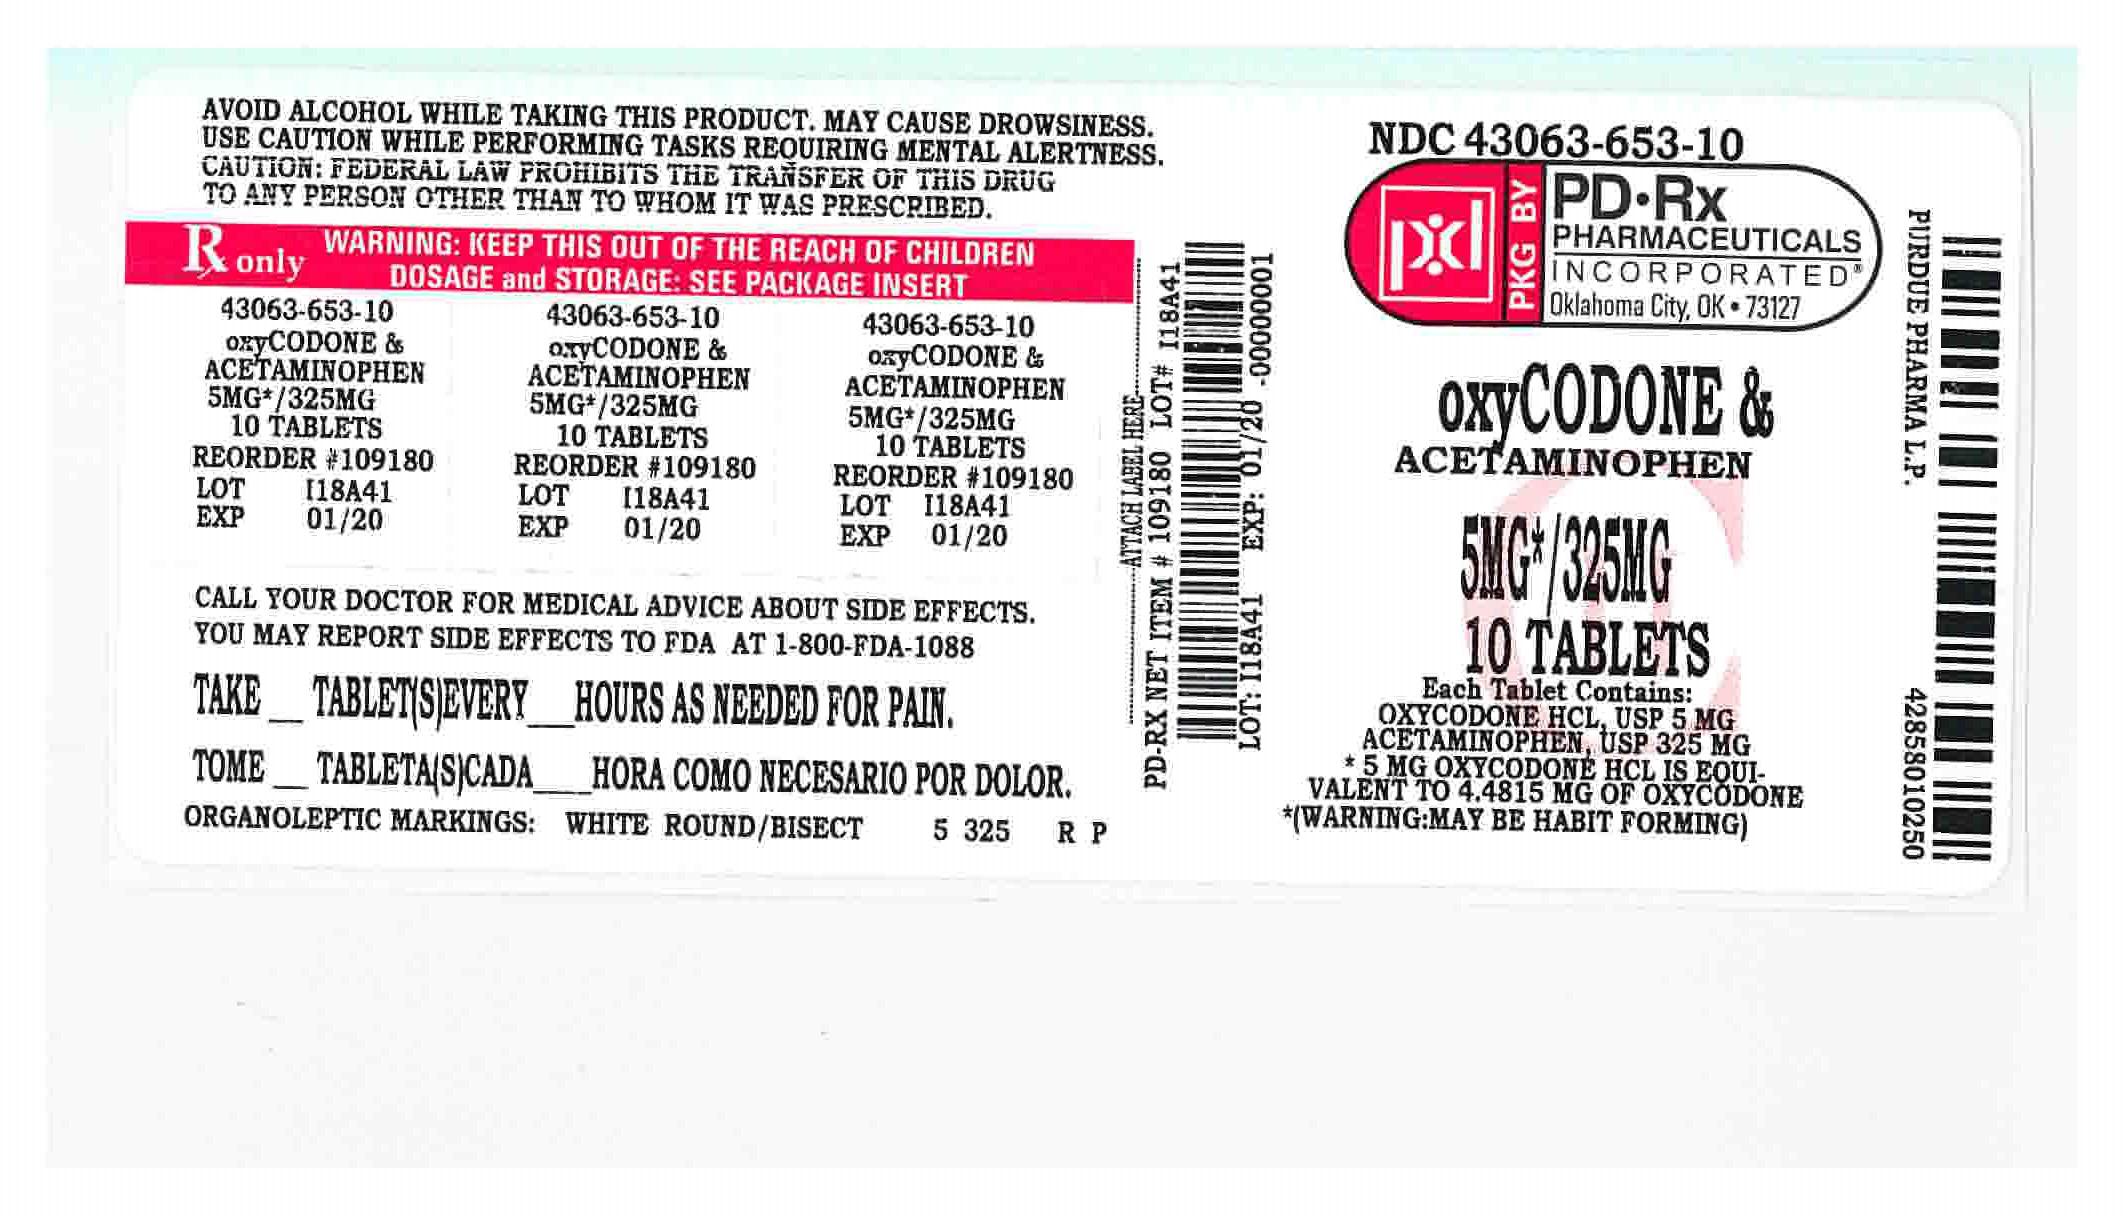 AVOID ALCOHOL WHILE TAKING THIS PRODUCT. MAY CAUSE DROWSINESS.
USE CAUTION WHILE PERFORMING TASKS REQUIRING MENTAL ALERTNESS.
CAUTION: FEDERAL LAW PROHIBITS THE TRANSFER OF THIS DRUG
TO ANY PERSON OTHER THAN TO WHOM IT WAS PRESCRIBED.
Rx only
WARNING: KEEP THIS OUT OF THE REACH OF CHILDREN
DOSAGE and STORAGE: SEE PACKAGE INSERT
43063-653-10
oxyCODONE &
ACETAMINOPHEN
5MG*/325MG
10 TABLETS
REORDER #109180
LOT I18A41
EXP 01/20
43063-653-10
oxyCODONE &
ACETAMINOPHEN
5MG*/325MG
10 TABLETS
REORDER #109180
LOT I18A41
EXP 01/20
43063-653-10
oxyCODONE &
ACETAMINOPHEN
5MG*/325MG
10 TABLETS
REORDER #109180
LOT I18A41
EXP 01/20
CALL YOUR DOCTOR FOR MEDICAL ADVICE ABOUT SIDE EFFECTS.
YOU MAY REPORT SIDE EFFECTS TO FDA AT 1-800-FDA-1088
TAKE __ TABLET(S)EVERY___HOURS AS NEEDED FOR PAIN.
TOME __ TABLETA(S)CADA____HORA COMO NECESARIO POR DOLOR.
ORGANOLEPTIC MARKINGS: WHITE ROUND/BISECT 5 325 R P
ATTACH LABEL HERE
PD-RX NET ITEM # 109180 LOT# I18A41
LOT: I18A41 EXP: 01/20 -00000001
NDC 43063-653-10
pd
PKG BY
PD•Rx
PHARMACEUTICALS
INCORPORATED®
Oklahoma City, OK • 73127
oxyCODONE &
ACETAMINOPHEN
5MG*/325MG
10 TABLETS
CII
Each Tablet Contains:
OXYCODONE HCL, USP 5 MG
ACETAMINOPHEN, USP 325 MG
* 5 MG OXYCODONE HCL IS EQUI-
VALENT TO 4.4815 MG OF OXYCODONE
*(WARNING:MAY BE HABIT FORMING)
PURDUE PHARMA L.P.
42858010250